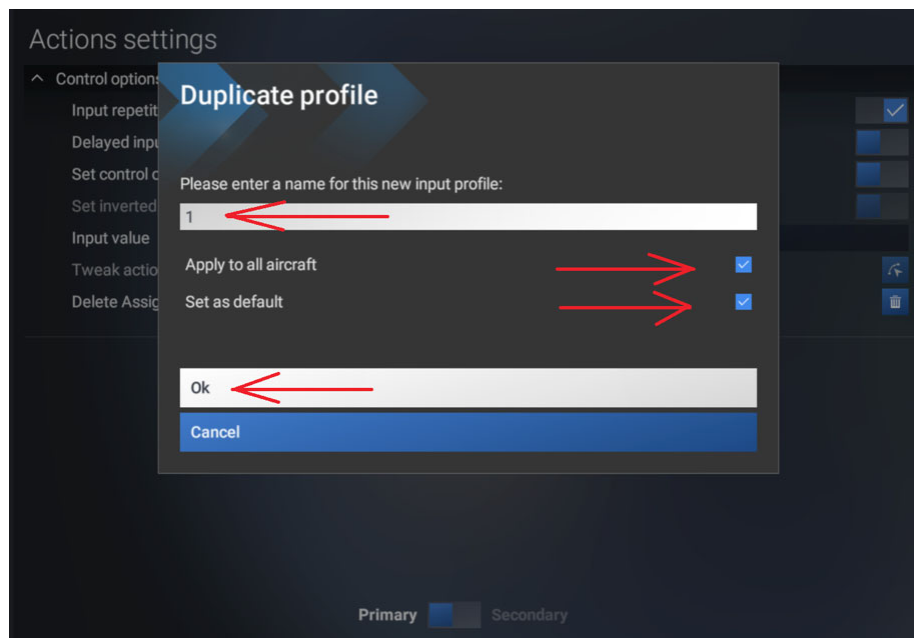 Actions settings
Control options
Duplicate profile
Input repetit
Delayed inpu
Set control o
Please enter a name for this new input profile:
Set inverted
1
Input value
Tweak actio
Apply to all aircraft
Delete Assig
Set as default
Ok
Cancel
Primary
Secondary